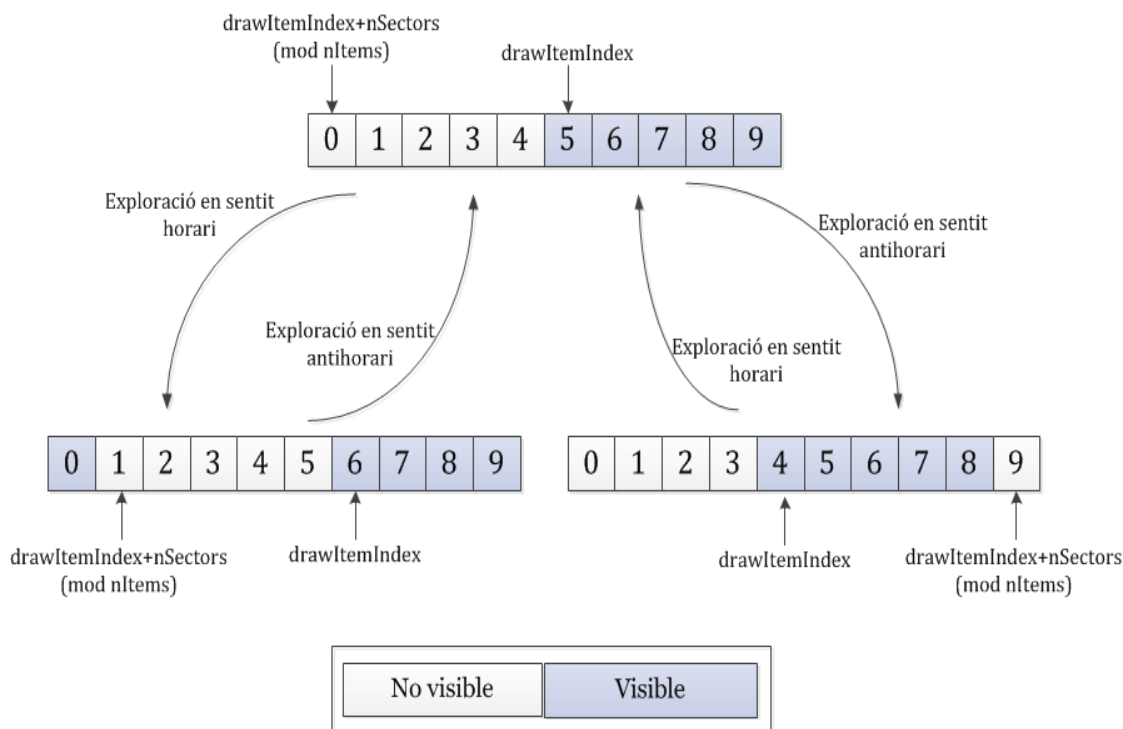 drawItemIndex+nSectors
(mod nItems)
drawItemIndex
0 1 2 3 4 5 6 7 8 9
Exploració en sentit
horari
Exploració en sentit
antihorari
Exploració en sentit
antihorari
Exploració en sentit
horari
0 1 2 3 4 5 6 7 8 9
0 1 2 3 4 5 6 7 8 9
drawItemIndex+nSectors
(mod nItems)
drawItemIndex
drawItemIndex
drawItemIndex+nSectors
(mod nItems)
No visible
Visible